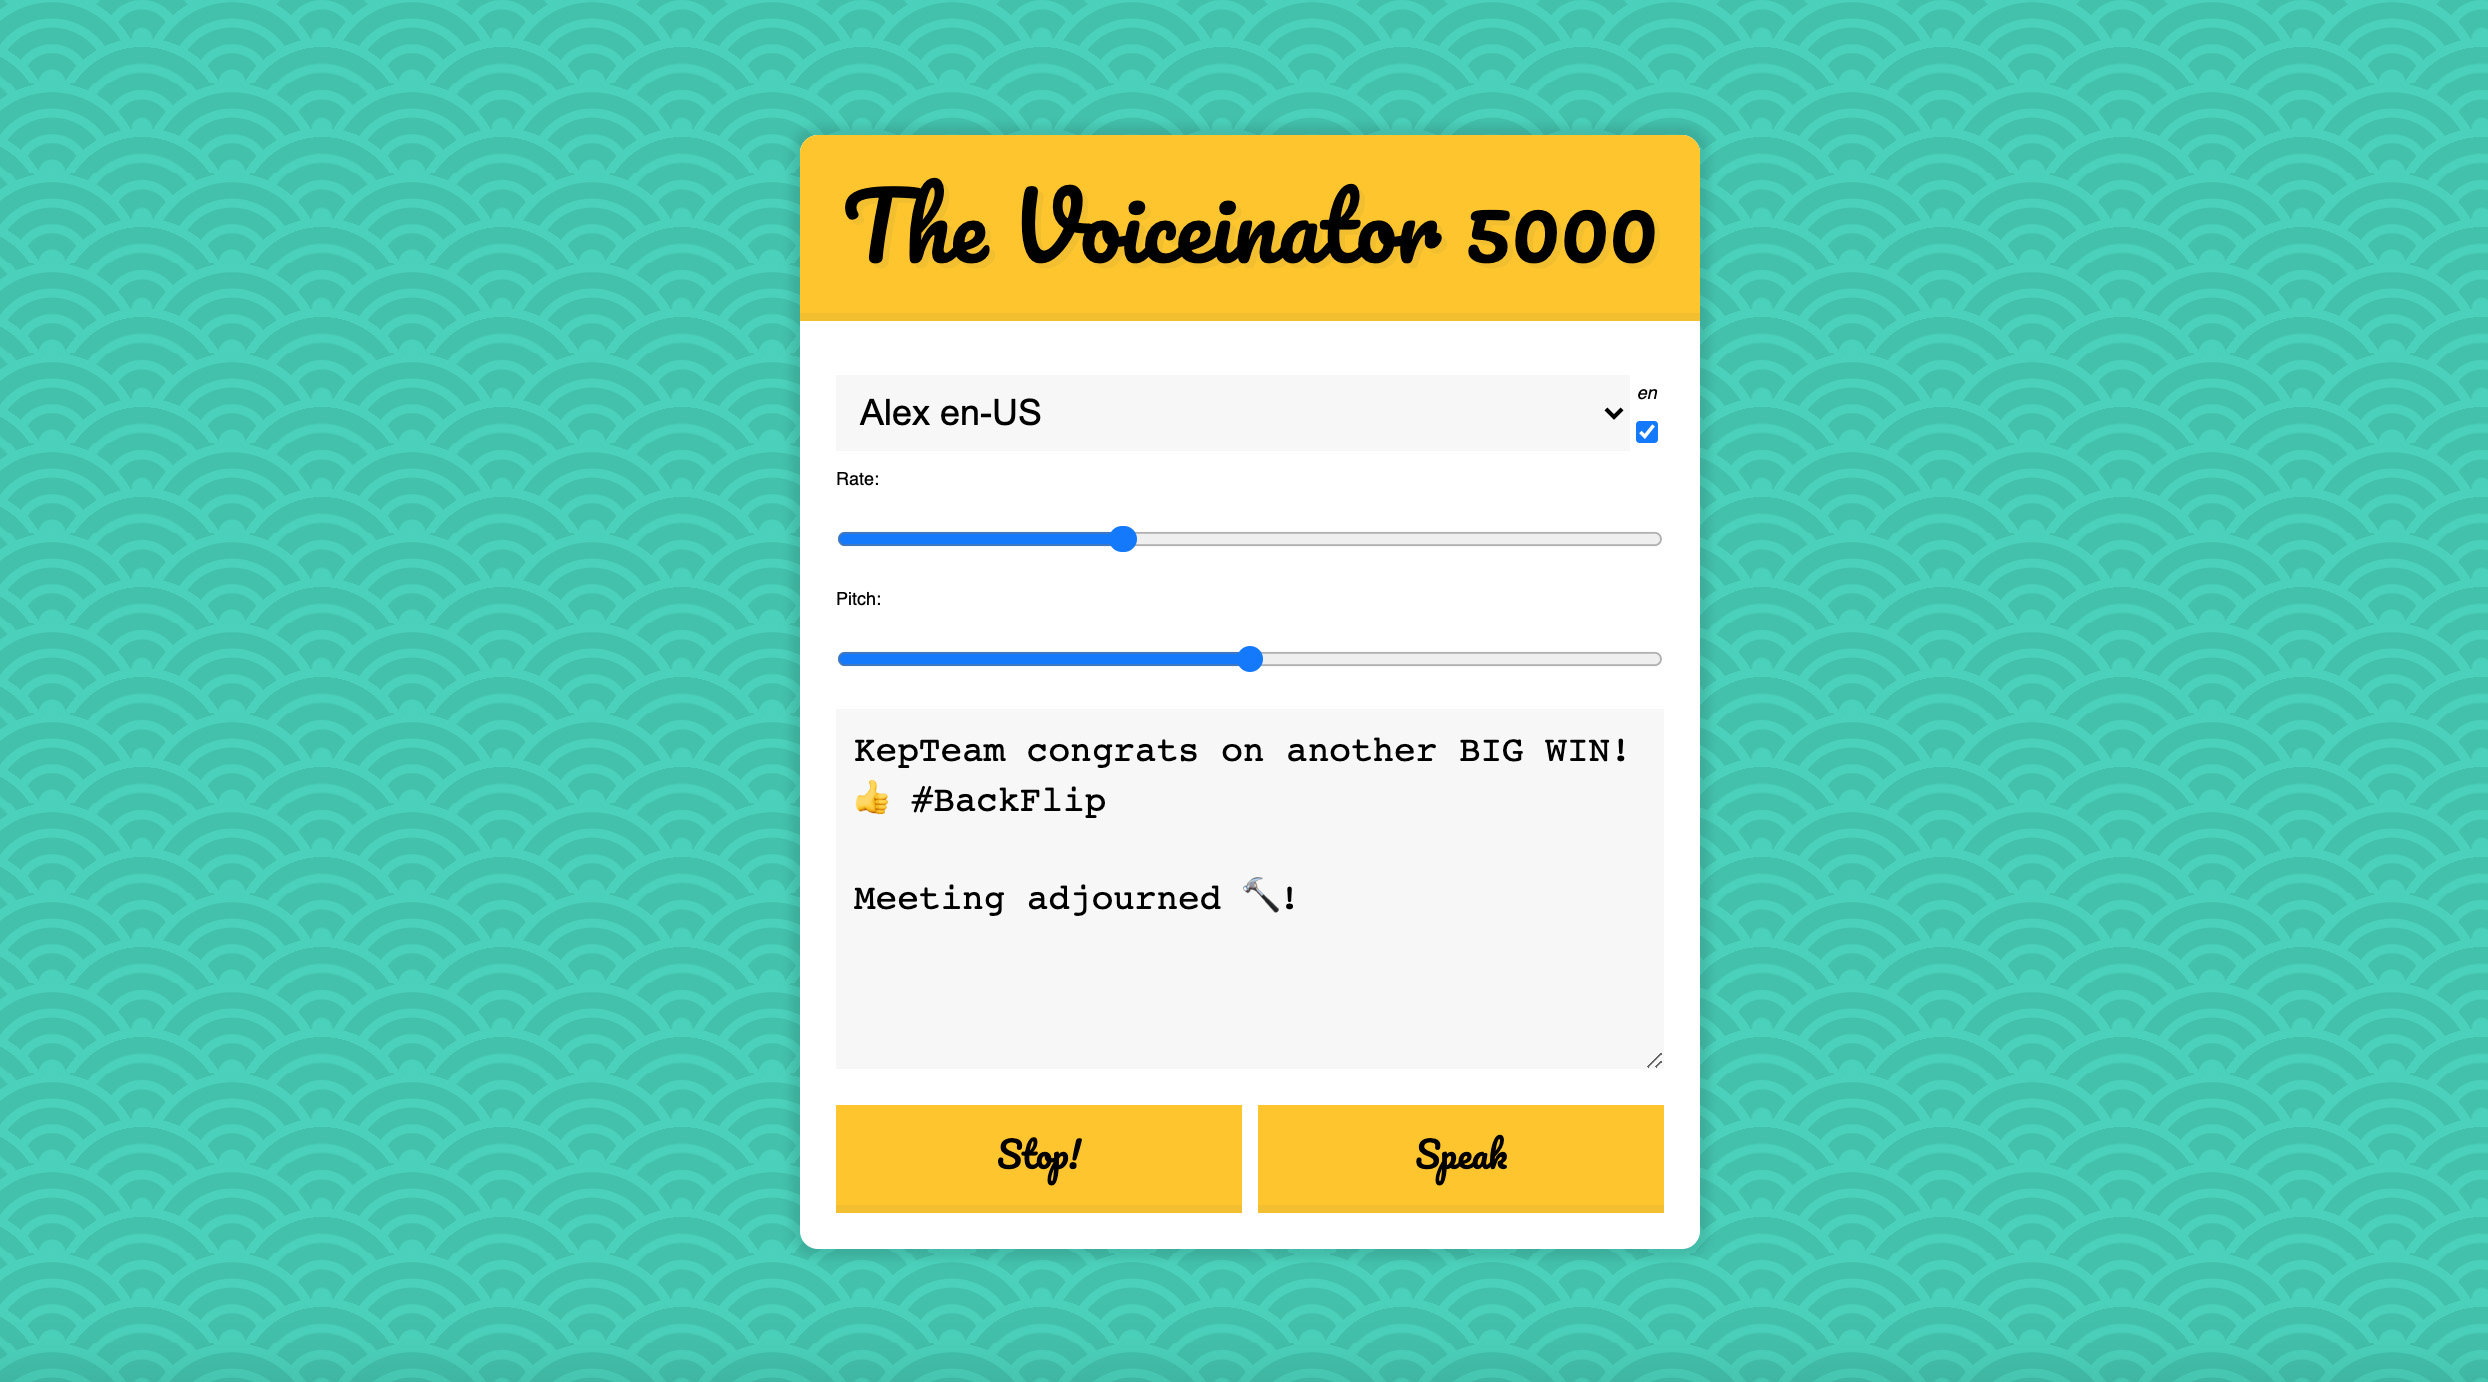 The Voiceinator 5000
Alex en-US
en
Rate:
Pitch:
KepTeam congrats on another BIG WIN!
👍 #BackFlip
Meeting adjourned 🔨!
Stop!
Speak